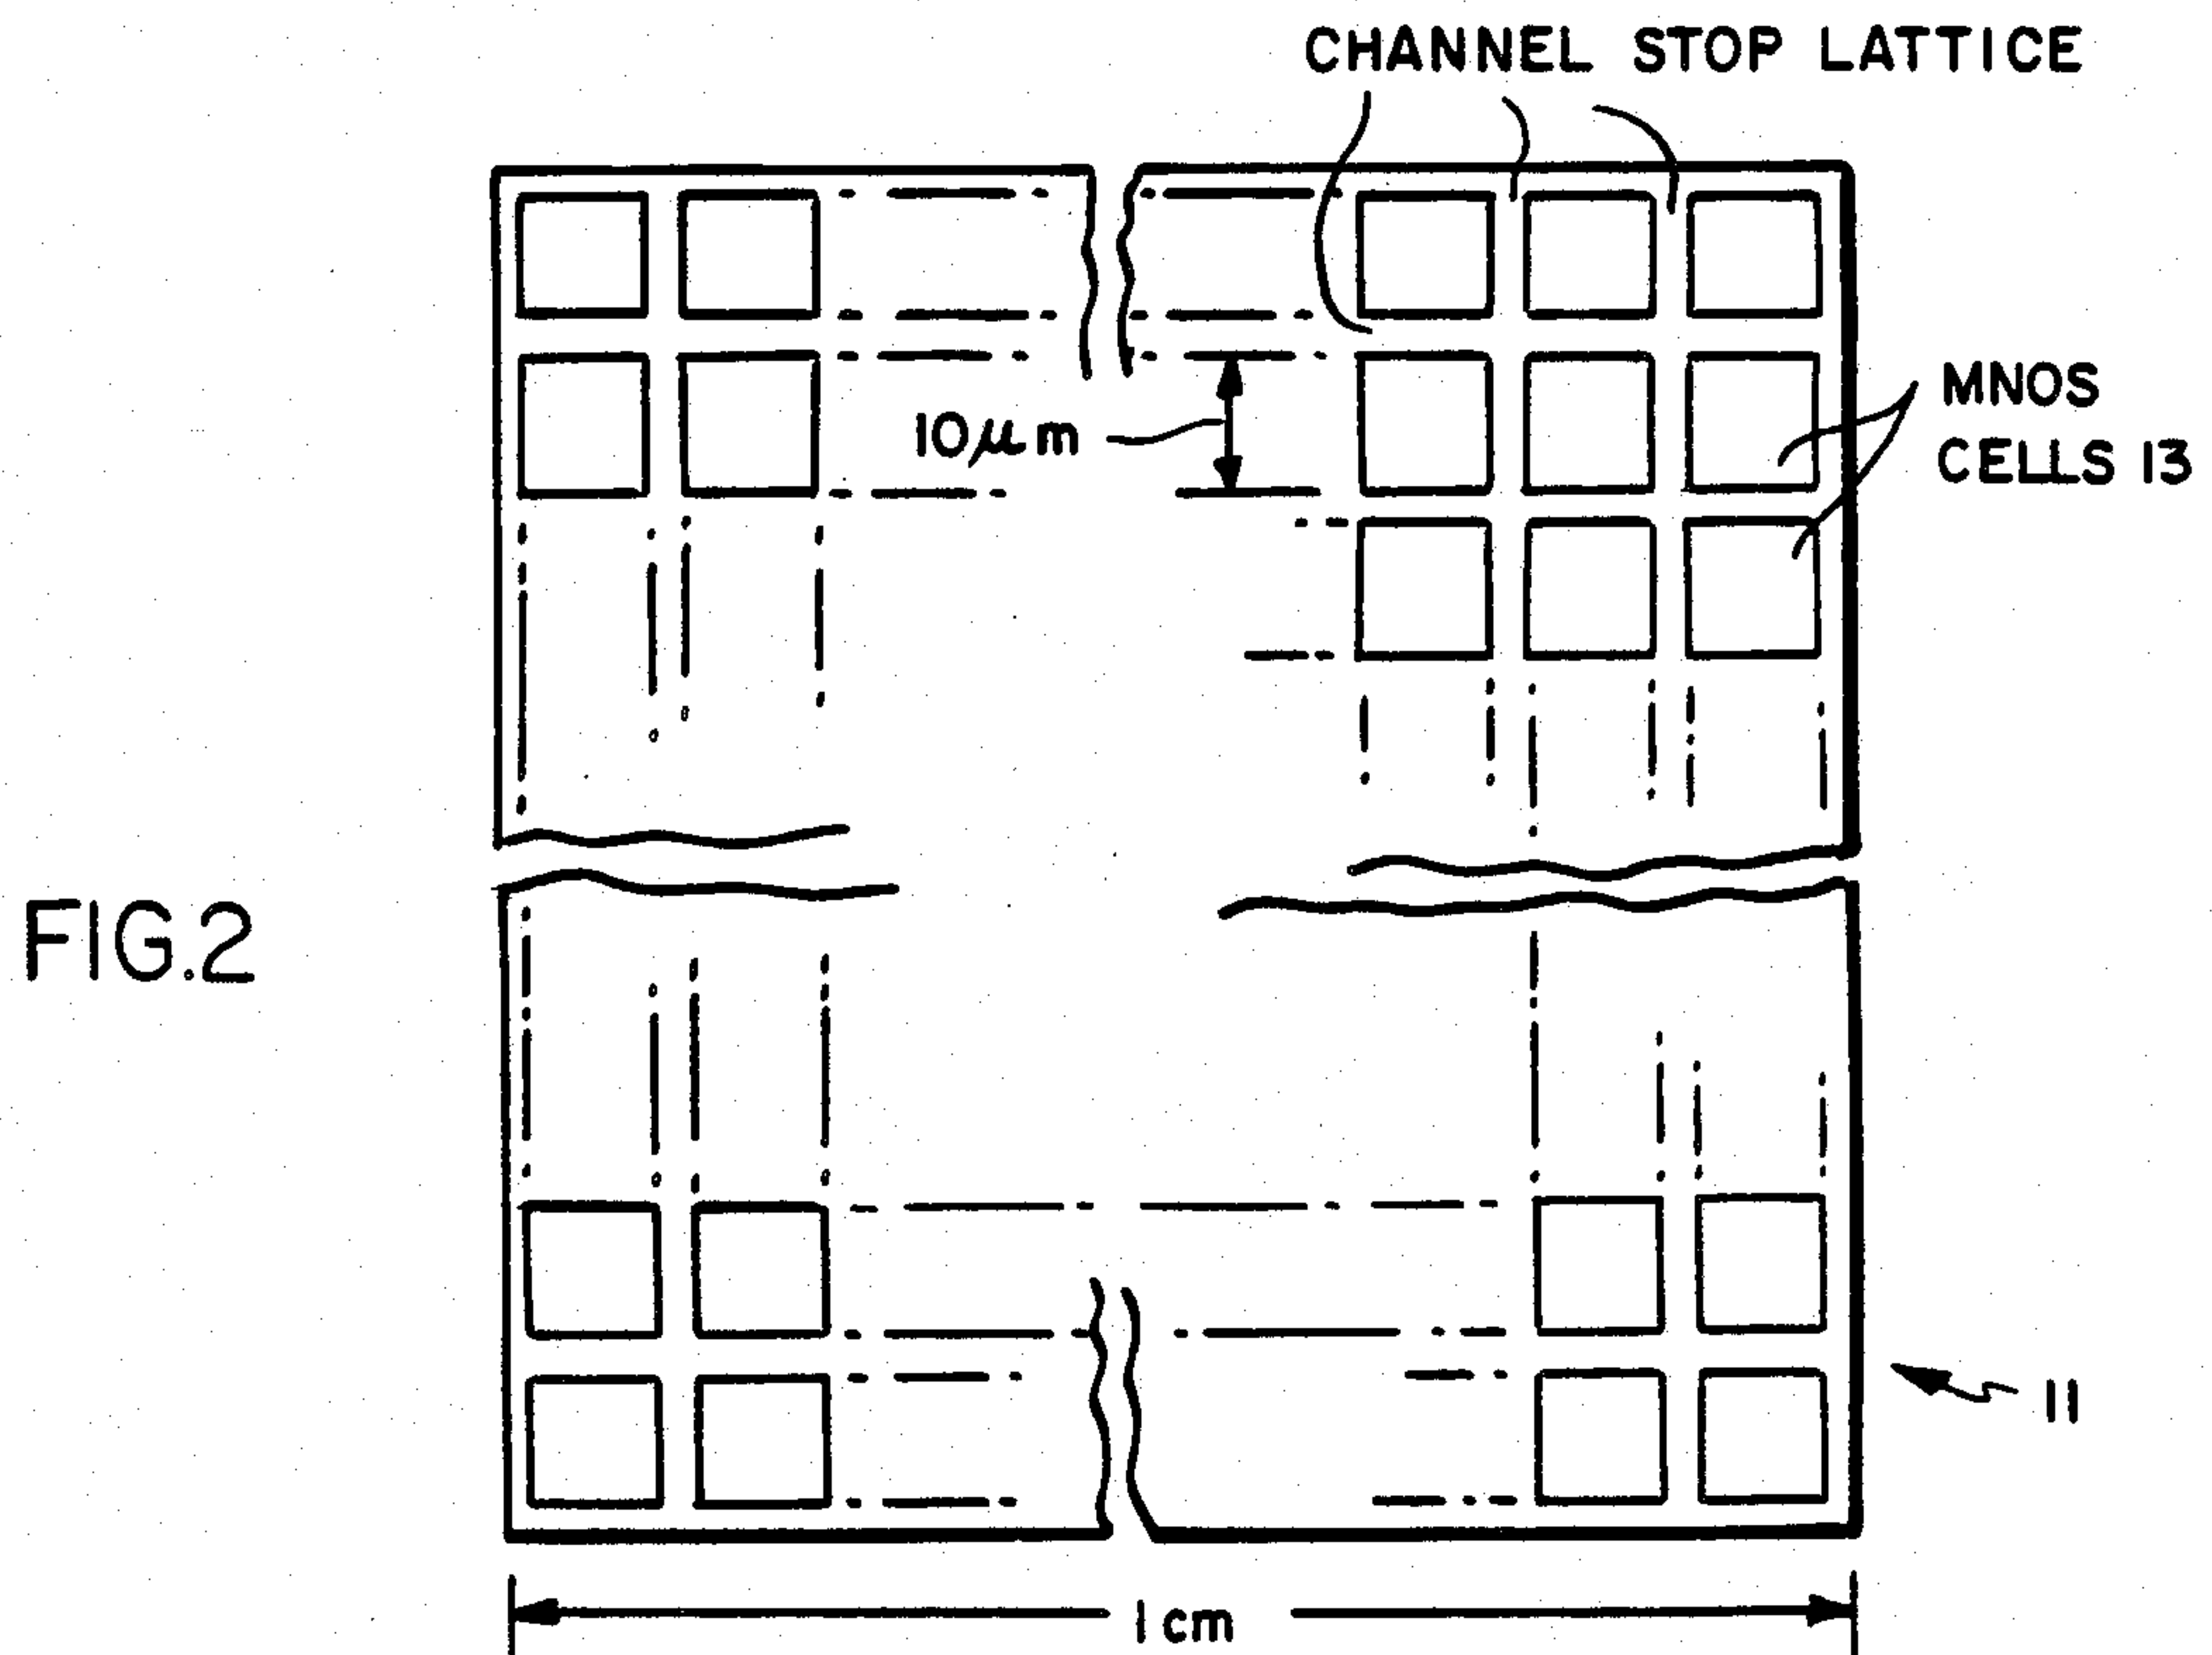 CHANNEL STOP LATTICE
MNOS
CELLS 13
10μm
FIG.2
11
1 cm